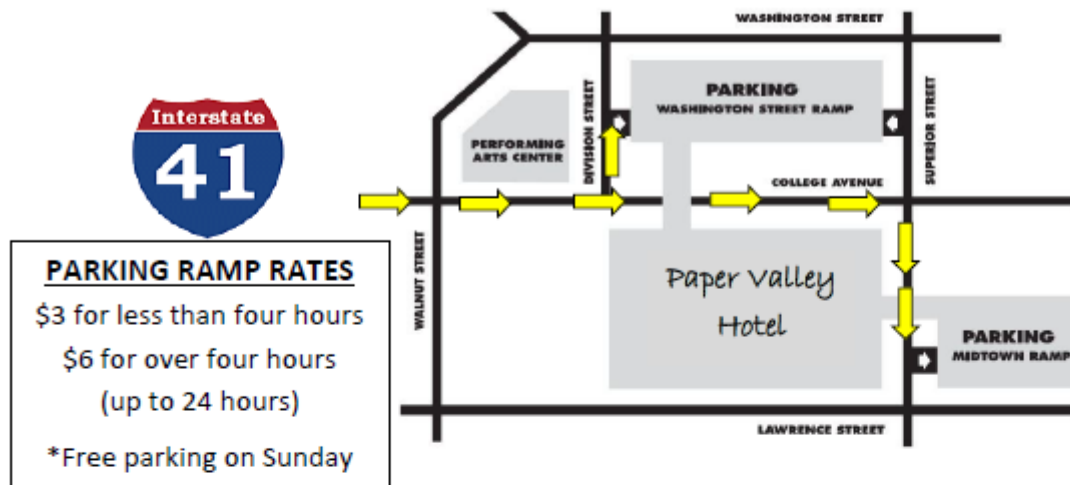 WASHINGTON STREET
PARKING
WASHINGTON STREET RAMP
DIVISION STREET
SUPERIOR STREET
PERFORMING
ARTS CENTER
COLLEGE AVENUE
Interstate
41
WALNUT STREET
Paper Valley
Hotel
PARKING
MIDTOWN RAMP
LAWRENCE STREET
PARKING RAMP RATES
$3 for less than four hours
$6 for over four hours
(up to 24 hours)
*Free parking on Sunday